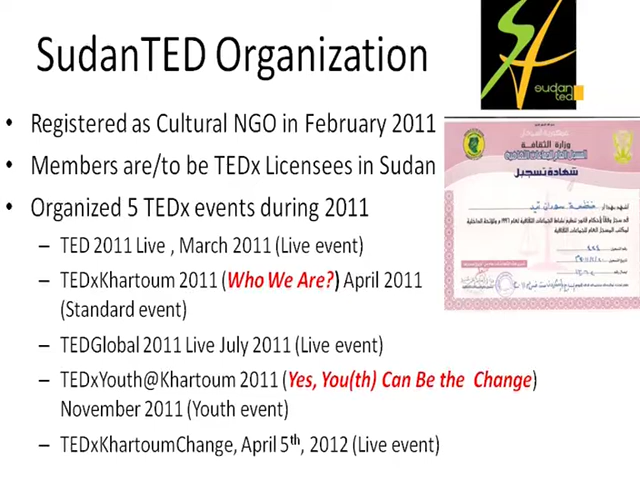 SudanTED Organization
sudan
ted
• Registered as Cultural NGO in February 2011
• Members are/to be TEDx Licensees in Sudan
• Organized 5 TEDx events during 2011
– TED 2011 Live , March 2011 (Live event)
– TEDxKhartoum 2011 (Who We Are?) April 2011
(Standard event)
– TEDGlobal 2011 Live July 2011 (Live event)
– TEDxYouth@Khartoum 2011 (Yes, You(th) Can Be the Change)
November 2011 (Youth event)
– TEDxKhartoumChange, April 5th, 2012 (Live event)
وزارة الثقافة
شهادة تسجيل
منظمة سودان تيد